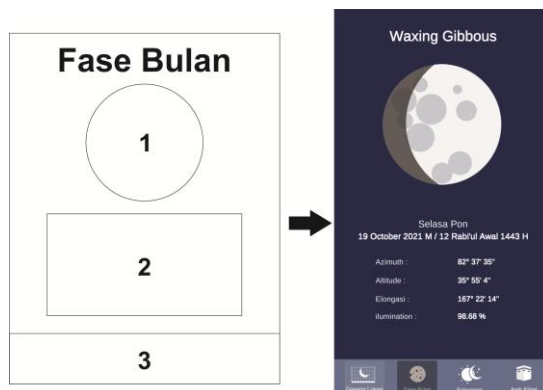 Fase Bulan
1
2
3
Waxing Gibbous
Selasa Pon
19 October 2021 M / 12 Rabi'ul Awal 1443 H
Azimuth : 82° 37' 35"
Altitude : 35° 55' 4"
Elongasi : 167° 22' 14"
ilumination : 98.68 %